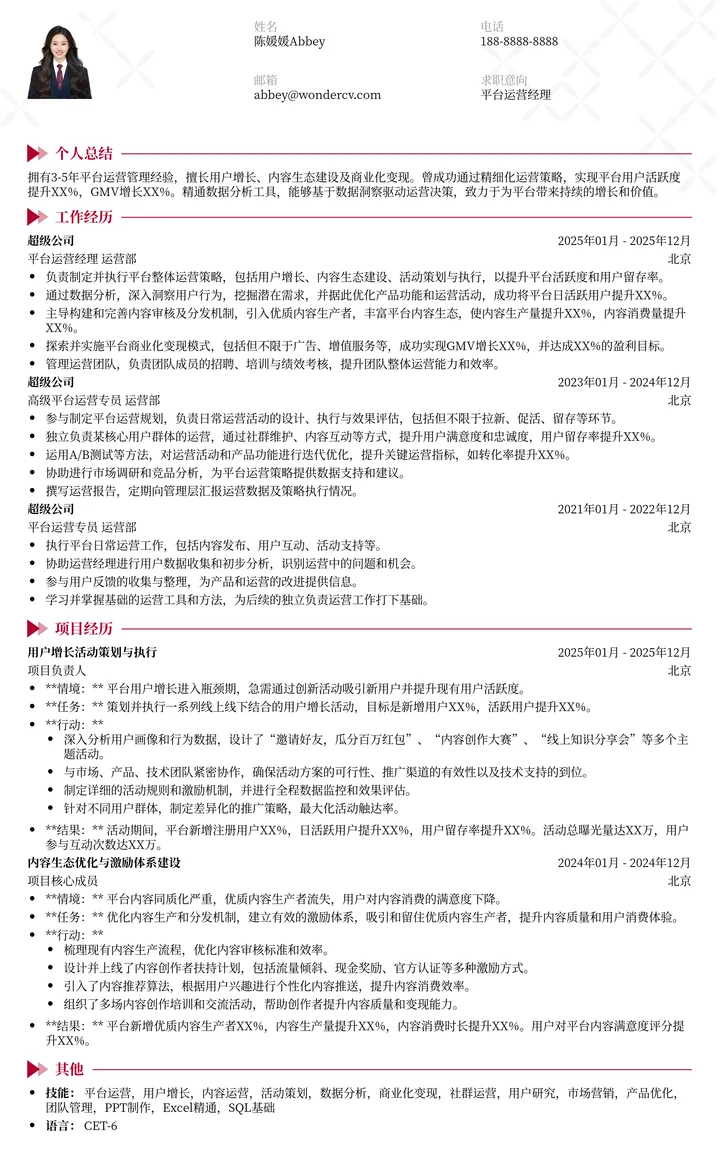 姓名
陈媛媛Abbey
电话
188-8888-8888
邮箱
abbey@wondercv.com
求职意向
平台运营经理
个人总结
拥有3-5年平台运营管理经验，擅长用户增长、内容生态建设及商业化变现。曾成功通过精细化运营策略，实现平台用户活跃度
提升XX%，GMV增长XX%。精通数据分析工具，能够基于数据洞察驱动运营决策，致力于为平台带来持续的增长和价值。
工作经历
超级公司 2025年01月 - 2025年12月
平台运营经理 运营部 北京
• 负责制定并执行平台整体运营策略，包括用户增长、内容生态建设、活动策划与执行，以提升平台活跃度和用户留存率。
• 通过数据分析，深入洞察用户行为，挖掘潜在需求，并据此优化产品功能和运营活动，成功将平台日活跃用户提升XX%。
• 主导构建和完善内容审核及分发机制，引入优质内容生产者，丰富平台内容生态，使内容生产量提升XX%，内容消费量提升
XX%。
• 探索并实施平台商业化变现模式，包括但不限于广告、增值服务等，成功实现GMV增长XX%，并达成XX%的盈利目标。
• 管理运营团队，负责团队成员的招聘、培训与绩效考核，提升团队整体运营能力和效率。
超级公司 2023年01月 - 2024年12月
高级平台运营专员 运营部 北京
• 参与制定平台运营规划，负责日常运营活动的设计、执行与效果评估，包括但不限于拉新、促活、留存等环节。
• 独立负责某核心用户群体的运营，通过社群维护、内容互动等方式，提升用户满意度和忠诚度，用户留存率提升XX%。
• 运用A/B测试等方法，对运营活动和产品功能进行迭代优化，提升关键运营指标，如转化率提升XX%。
• 协助进行市场调研和竞品分析，为平台运营策略提供数据支持和建议。
• 撰写运营报告，定期向管理层汇报运营数据及策略执行情况。
超级公司 2021年01月 - 2022年12月
平台运营专员 运营部 北京
• 执行平台日常运营工作，包括内容发布、用户互动、活动支持等。
• 协助运营经理进行用户数据收集和初步分析，识别运营中的问题和机会。
• 参与用户反馈的收集与整理，为产品和运营的改进提供信息。
• 学习并掌握基础的运营工具和方法，为后续的独立负责运营工作打下基础。
项目经历
用户增长活动策划与执行 2025年01月 - 2025年12月
项目负责人 北京
• **情境：** 平台用户增长进入瓶颈期，急需通过创新活动吸引新用户并提升现有用户活跃度。
• **任务：** 策划并执行一系列线上线下结合的用户增长活动，目标是新增用户XX%，活跃用户提升XX%。
• **行动：**
• 深入分析用户画像和行为数据，设计了“邀请好友，瓜分百万红包”、“内容创作大赛”、“线上知识分享会”等多个主
题活动。
• 与市场、产品、技术团队紧密协作，确保活动方案的可行性、推广渠道的有效性以及技术支持的到位。
• 制定详细的活动规则和激励机制，并进行全程数据监控和效果评估。
• 针对不同用户群体，制定差异化的推广策略，最大化活动触达率。
• **结果：** 活动期间，平台新增注册用户XX%，日活跃用户提升XX%，用户留存率提升XX%。活动总曝光量达XX万，用户
参与互动次数达XX万。
内容生态优化与激励体系建设 2024年01月 - 2024年12月
项目核心成员 北京
• **情境：** 平台内容同质化严重，优质内容生产者流失，用户对内容消费的满意度下降。
• **任务：** 优化内容生产和分发机制，建立有效的激励体系，吸引和留住优质内容生产者，提升内容质量和用户消费体验。
• **行动：**
• 梳理现有内容生产流程，优化内容审核标准和效率。
• 设计并上线了内容创作者扶持计划，包括流量倾斜、现金奖励、官方认证等多种激励方式。
• 引入了内容推荐算法，根据用户兴趣进行个性化内容推送，提升内容消费效率。
• 组织了多场内容创作培训和交流活动，帮助创作者提升内容质量和变现能力。
• **结果：** 平台新增优质内容生产者XX%，内容生产量提升XX%，内容消费时长提升XX%。用户对平台内容满意度评分提
升XX%。
其他
• 技能： 平台运营，用户增长，内容运营，活动策划，数据分析，商业化变现，社群运营，用户研究，市场营销，产品优化，
团队管理，PPT制作，Excel精通，SQL基础
• 语言： CET-6